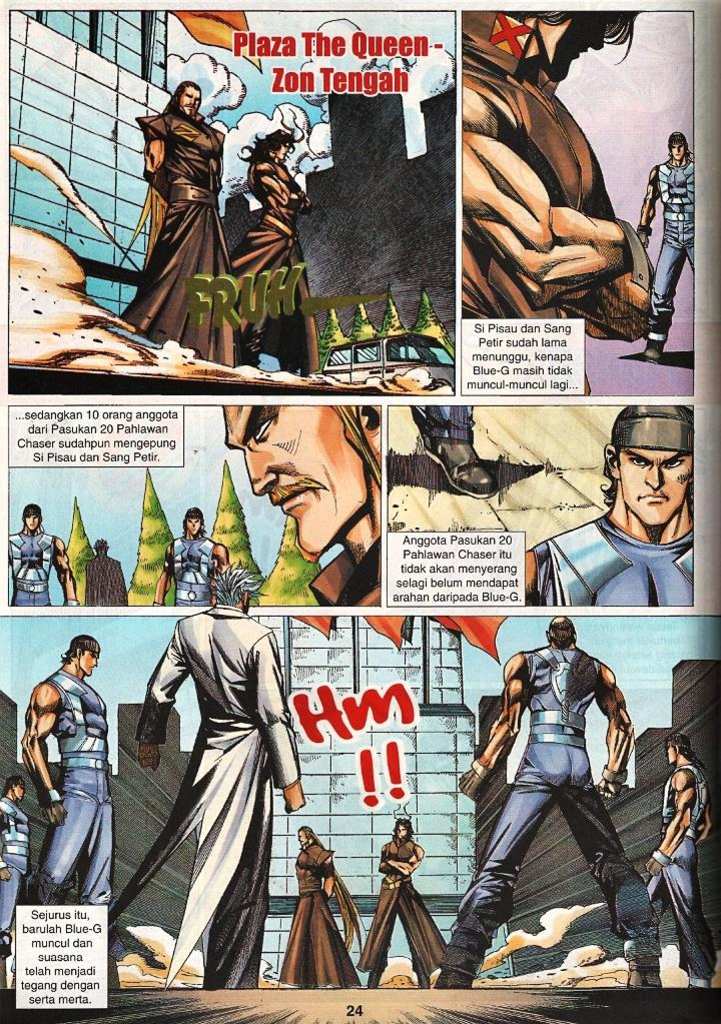 Plaza The Queen -
Zon Tengah
FRUH
Si Pisau dan Sang
Petir sudah lama
menunggu, kenapa
Blue-G masih tidak
muncul-muncul lagi...
...sedangkan 10 orang anggota
dari Pasukan 20 Pahlawan
Chaser sudahpun mengepung
Si Pisau dan Sang Petir.
Anggota Pasukan 20
Pahlawan Chaser itu
tidak akan menyerang
selagi belum mendapat
arahan daripada Blue-G.
Hm
!!
Sejurus itu,
barulah Blue-G
muncul dan
suasana
telah menjadi
tegang dengan
serta merta.
24